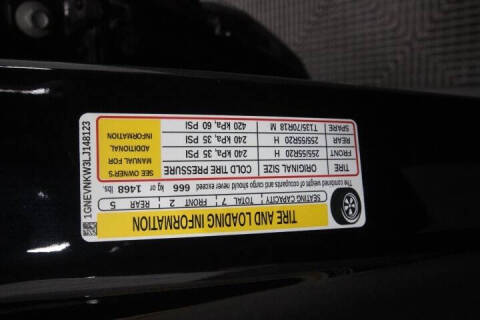 TIRE AND LOADING INFORMATION
SEATING CAPACITY TOTAL 7 FRONT 2 REAR 5
The combined weight of occupants and cargo should never exceed 666 kg or 1468 lbs
TIRE ORIGINAL SIZE COLD TIRE PRESSURE
FRONT 255/55R20 H 240 kPa, 35 PSI
REAR 255/55R20 H 240 kPa, 35 PSI
SPARE T135/70R18 M 420 kPa, 60 PSI
SEE OWNER'S
MANUAL FOR
ADDITIONAL
INFORMATION
1GNEVNKW3LJ148123